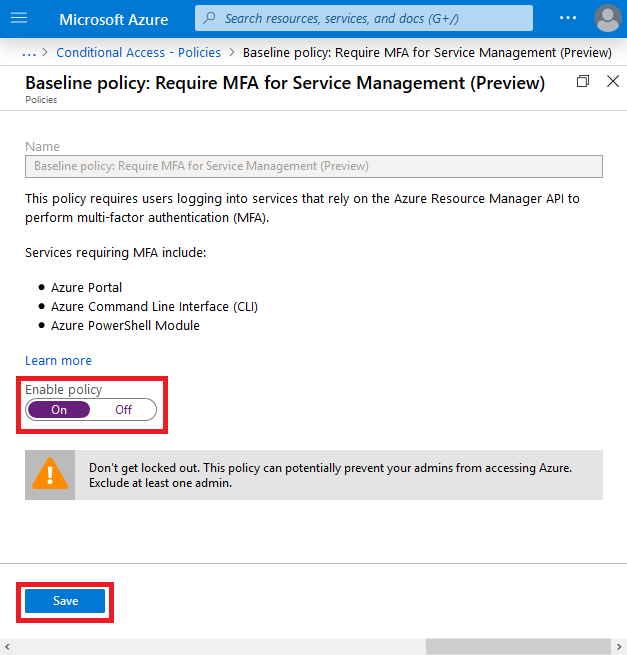 Microsoft Azure
Search resources, services, and docs (G+/)
... > Conditional Access - Policies > Baseline policy: Require MFA for Service Management (Preview)
Baseline policy: Require MFA for Service Management (Preview)
Policies
Name
Baseline policy: Require MFA for Service Management (Preview)
This policy requires users logging into services that rely on the Azure Resource Manager API to
perform multi-factor authentication (MFA).
Services requiring MFA include:
● Azure Portal
● Azure Command Line Interface (CLI)
● Azure PowerShell Module
Learn more
Enable policy
On Off
Don't get locked out. This policy can potentially prevent your admins from accessing Azure.
Exclude at least one admin.
Save